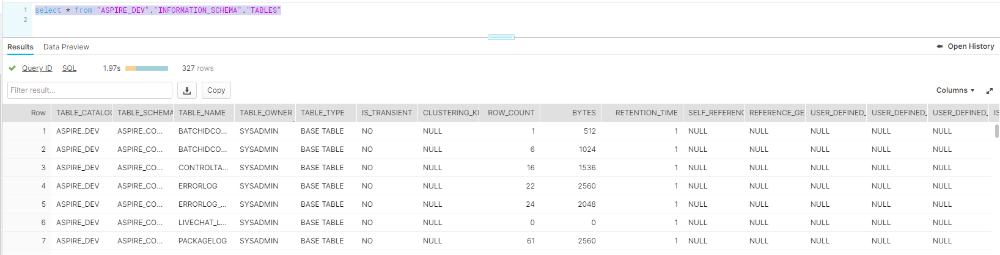 1 select * from "ASPIRE_DEV"."INFORMATION_SCHEMA"."TABLES"
2
Results Data Preview Open History
Query ID SQL 1.97s 327 rows
Filter result... Copy Columns
Row TABLE_CATALOG TABLE_SCHEMA TABLE_NAME TABLE_OWNER TABLE_TYPE IS_TRANSIENT CLUSTERING_KE ROW_COUNT BYTES RETENTION_TIME SELF_REFERENC REFERENCE_GE USER_DEFINED_ USER_DEFINED_ USER_DEFINED_ IS
1 ASPIRE_DEV ASPIRE_CO... BATCHIDCO... SYSADMIN BASE TABLE NO NULL 1 512 1 NULL NULL NULL NULL NULL
2 ASPIRE_DEV ASPIRE_CO... BATCHIDCO... SYSADMIN BASE TABLE NO NULL 6 1024 1 NULL NULL NULL NULL NULL
3 ASPIRE_DEV ASPIRE_CO... CONTROLTA... SYSADMIN BASE TABLE NO NULL 16 1536 1 NULL NULL NULL NULL NULL
4 ASPIRE_DEV ASPIRE_CO... ERRORLOG SYSADMIN BASE TABLE NO NULL 22 2560 1 NULL NULL NULL NULL NULL
5 ASPIRE_DEV ASPIRE_CO... ERRORLOG_... SYSADMIN BASE TABLE NO NULL 24 2048 1 NULL NULL NULL NULL NULL
6 ASPIRE_DEV ASPIRE_CO... LIVECHAT_L... SYSADMIN BASE TABLE NO NULL 0 0 1 NULL NULL NULL NULL NULL
7 ASPIRE_DEV ASPIRE_CO... PACKAGELOG SYSADMIN BASE TABLE NO NULL 61 2560 1 NULL NULL NULL NULL NULL